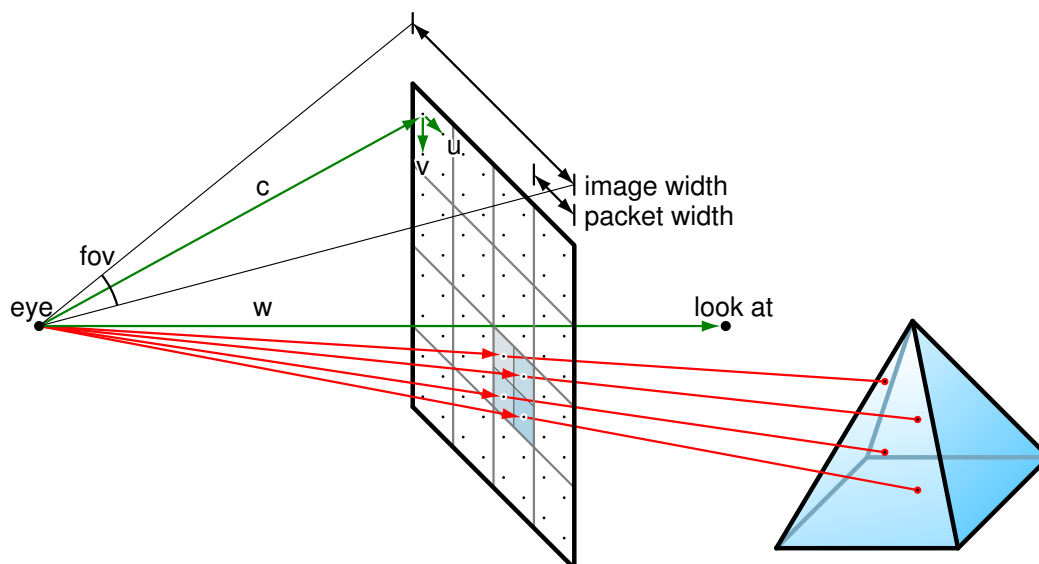 u
v
c
image width
packet width
fov
eye
w
look at